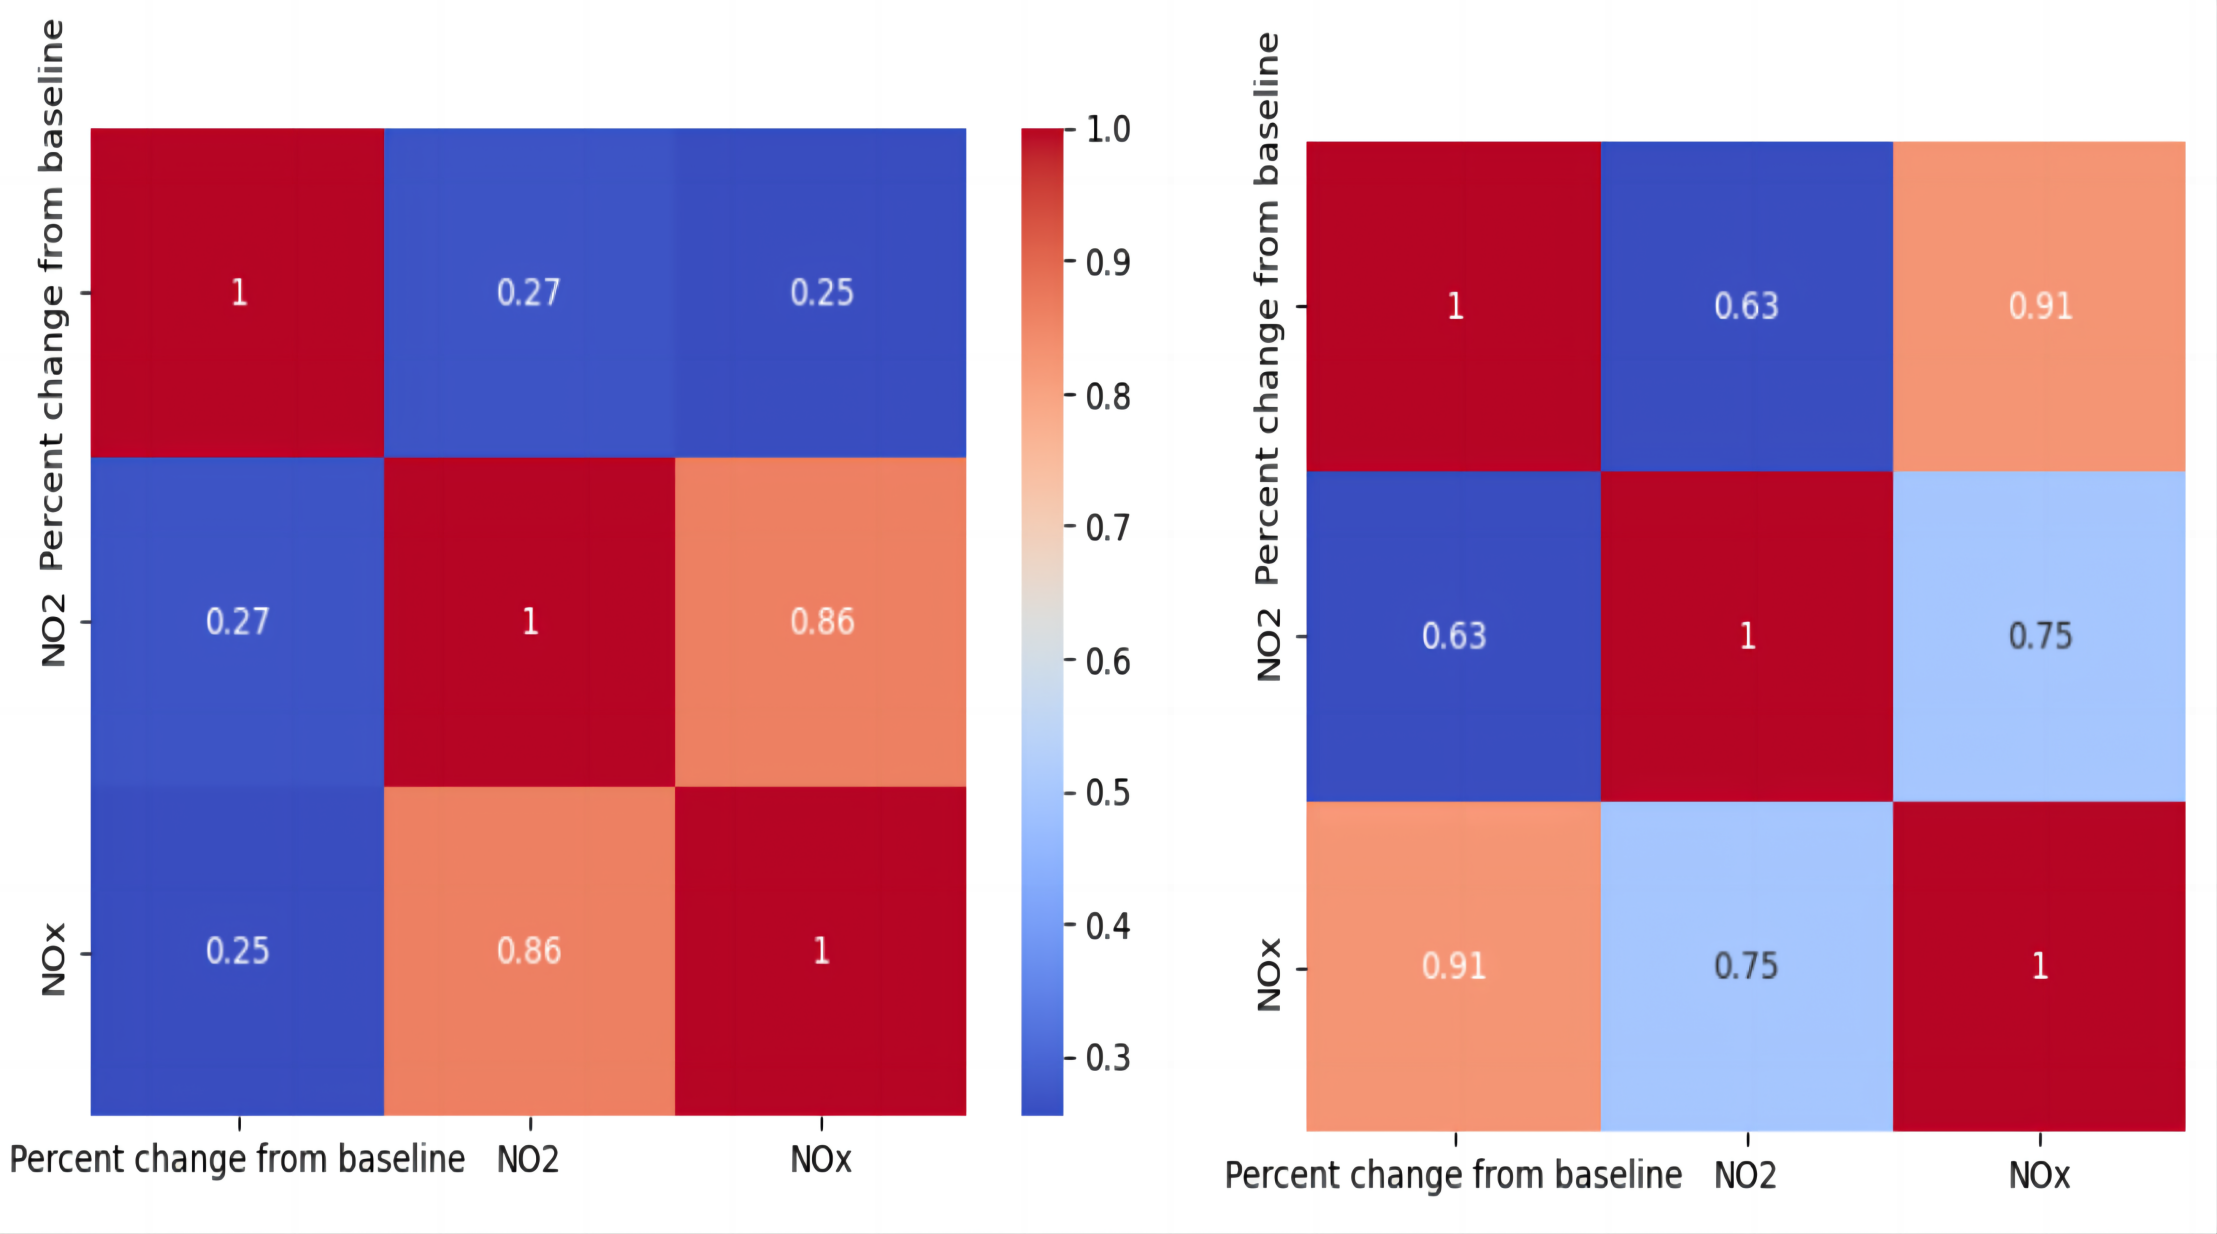 Percent change from baseline
1 0.27 0.25
NO2
0.27 1 0.86
NOx
0.25 0.86 1
Percent change from baseline NO2 NOx
1.0
0.9
0.8
0.7
0.6
0.5
0.4
0.3
Percent change from baseline
1 0.63 0.91
NO2
0.63 1 0.75
NOx
0.91 0.75 1
Percent change from baseline NO2 NOx